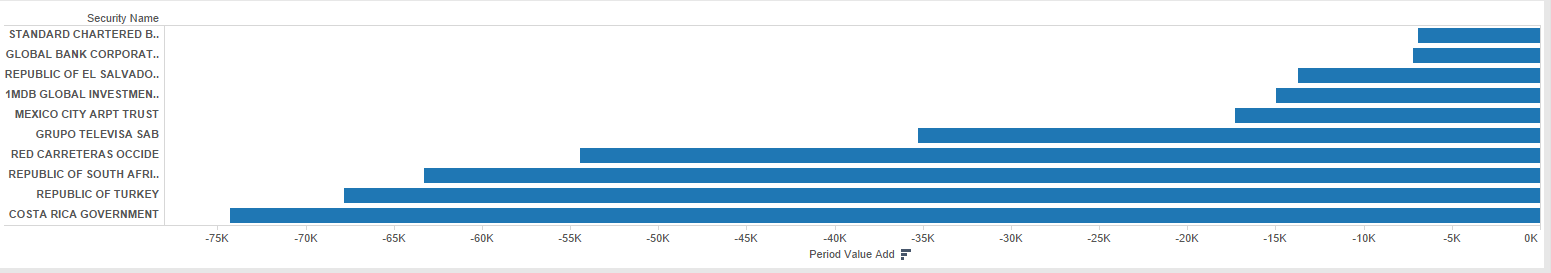 Security Name
STANDARD CHARTERED B..
GLOBAL BANK CORPORAT..
REPUBLIC OF EL SALVADO..
1MDB GLOBAL INVESTMEN..
MEXICO CITY ARPT TRUST
GRUPO TELEVISA SAB
RED CARRETERAS OCCIDE
REPUBLIC OF SOUTH AFRI..
REPUBLIC OF TURKEY
COSTA RICA GOVERNMENT
-75K -70K -65K -60K -55K -50K -45K -40K -35K -30K -25K -20K -15K -10K -5K 0K
Period Value Add